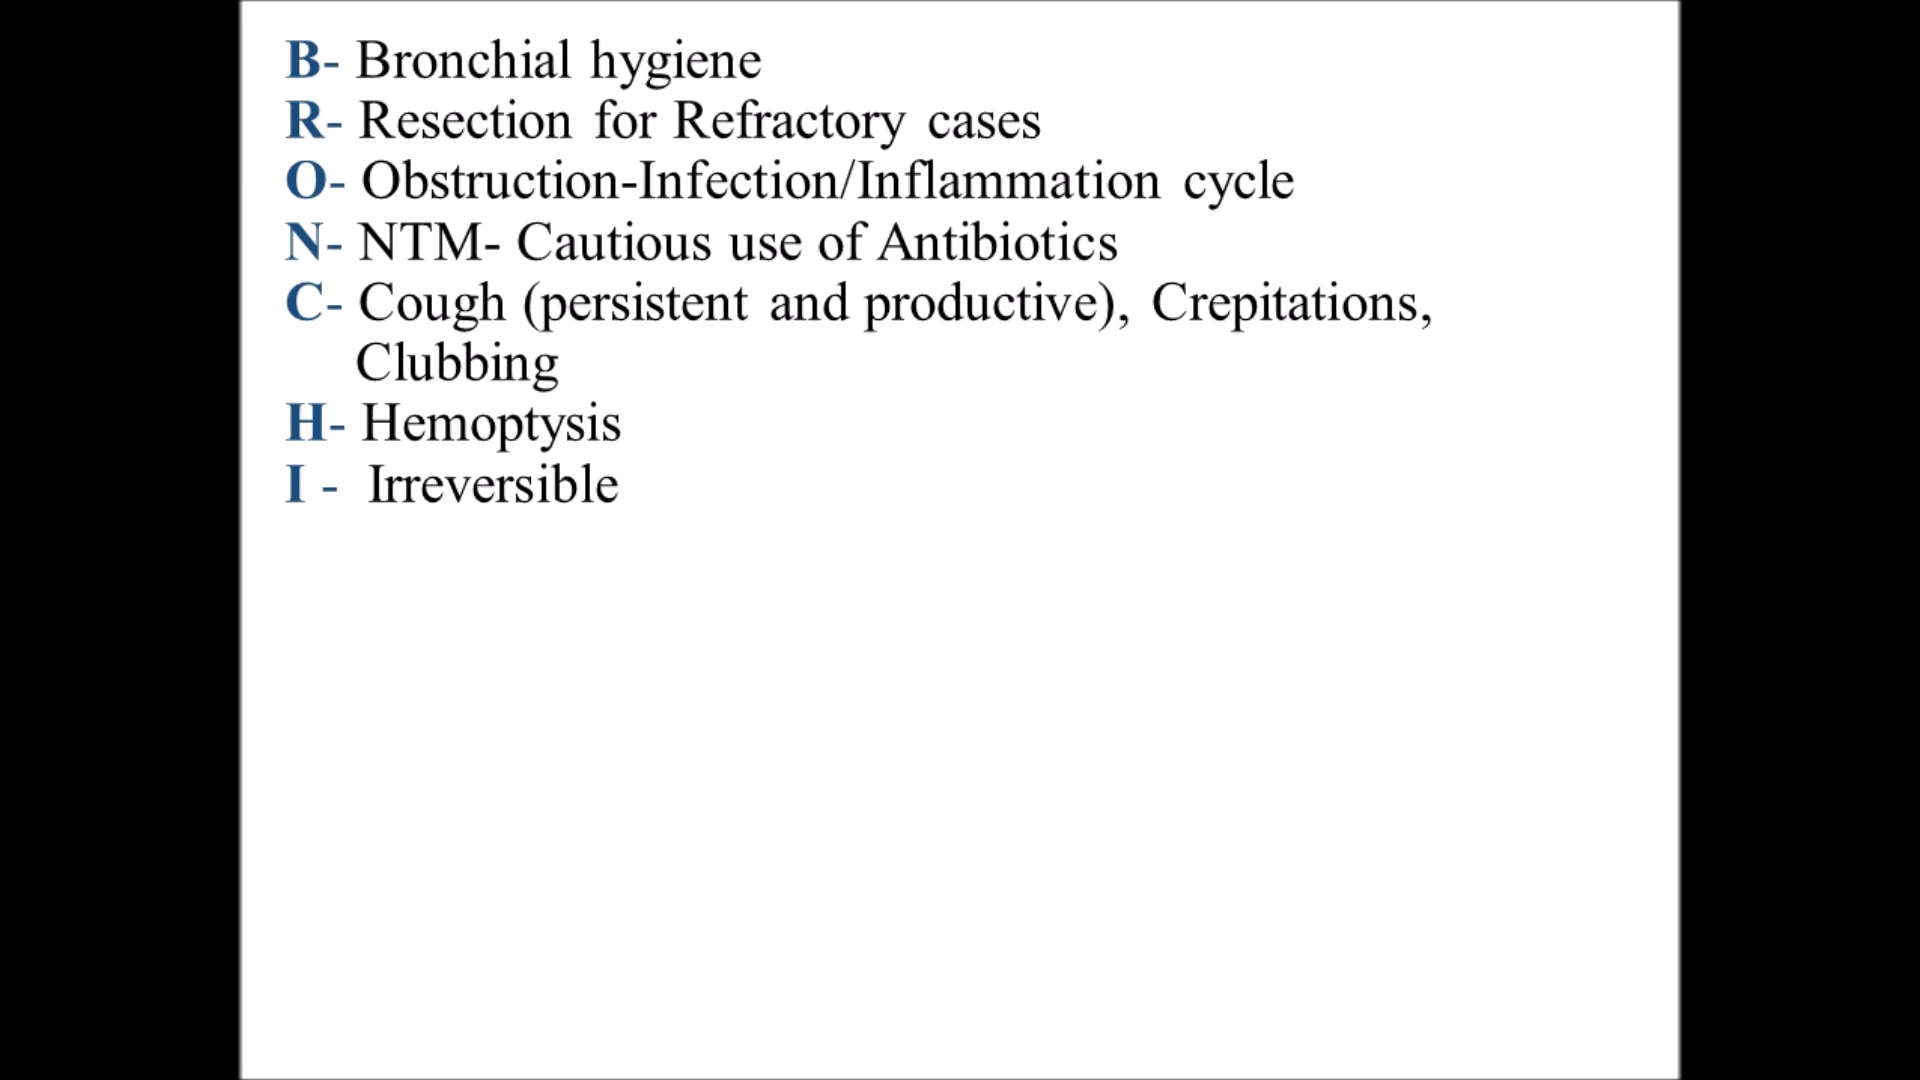 B- Bronchial hygiene
R- Resection for Refractory cases
O- Obstruction-Infection/Inflammation cycle
N- NTM- Cautious use of Antibiotics
C- Cough (persistent and productive), Crepitations,
Clubbing
H- Hemoptysis
I - Irreversible